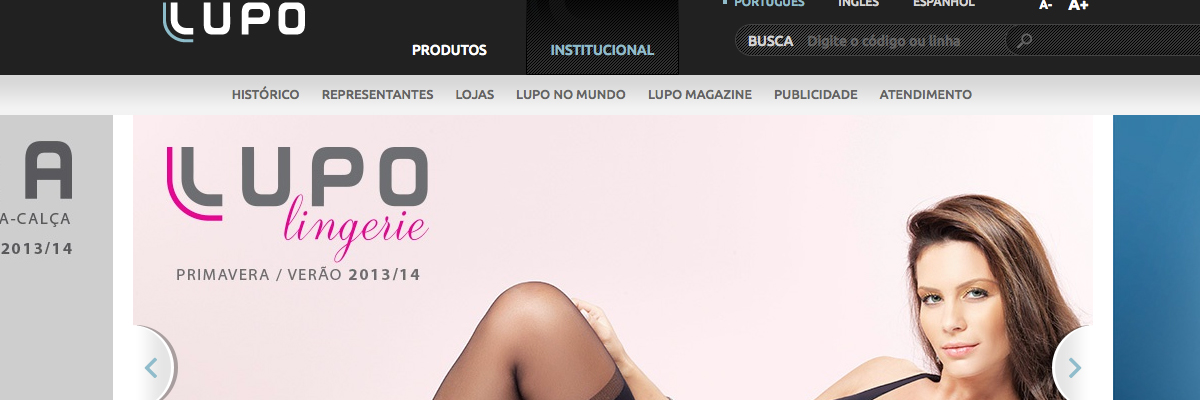 LUPO
PORTUGUÊS INGLÊS ESPANHOL A- A+
PRODUTOS INSTITUCIONAL BUSCA Digite o código ou linha
HISTÓRICO REPRESENTANTES LOJAS LUPO NO MUNDO LUPO MAGAZINE PUBLICIDADE ATENDIMENTO
A
A-CALÇA
2013/14
LUPO
lingerie
PRIMAVERA / VERÃO 2013/14